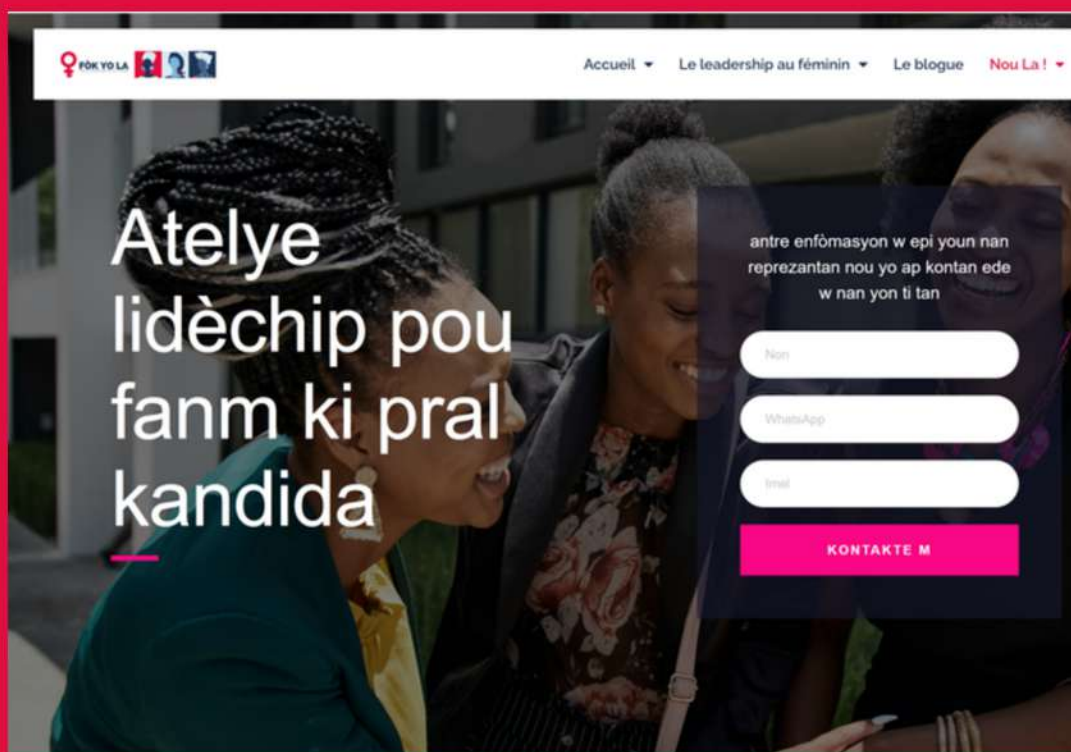 FÒK YO LA
Accueil
Le leadership au féminin
Le blogue
Nou La !
Atelye
lidèchip pou
fanm ki pral
kandida
antre enfòmasyon w epi youn nan
reprezantan nou yo ap kontan ede
w nan yon ti tan
Non
WhatsApp
Imel
KONTAKTE M